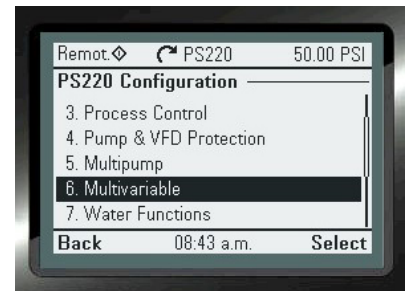 Remot. PS220 50.00 PSI
PS220 Configuration
3. Process Control
4. Pump & VFD Protection
5. Multipump
6. Multivariable
7. Water Functions
Back 08:43 a.m. Select